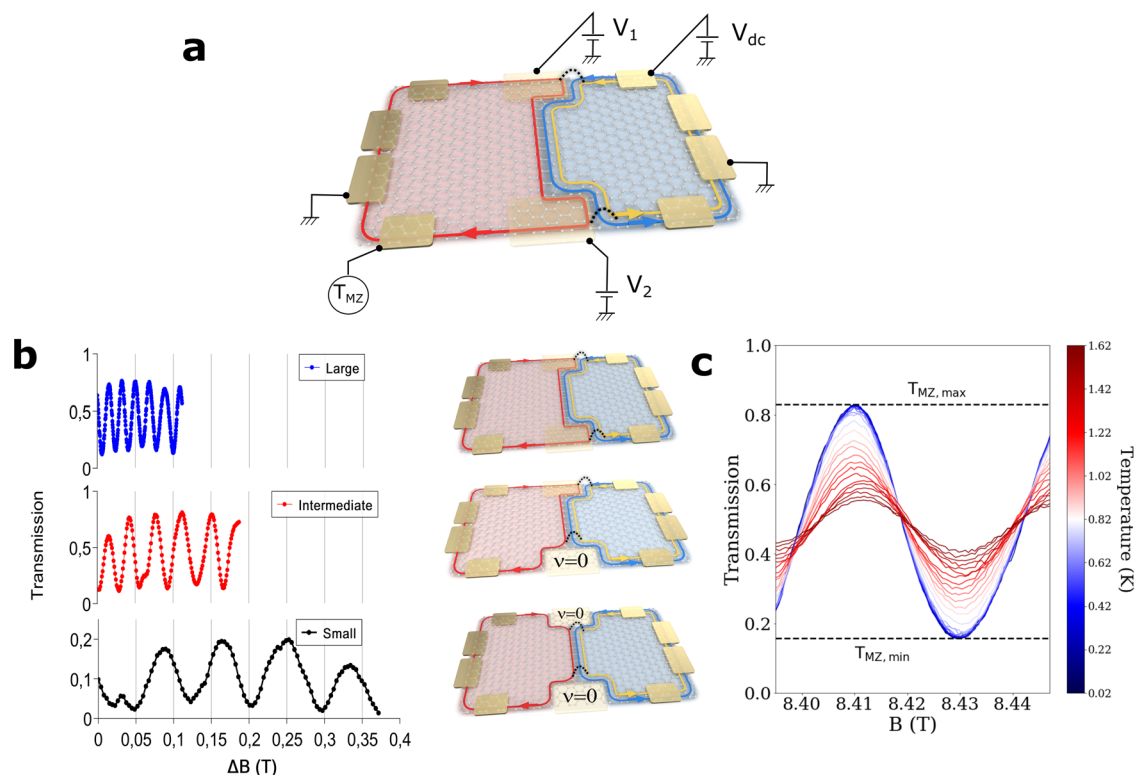 a
V1
Vdc
TMZ
V2
b
1
0,5
0
Large
1
0,5
0
Intermediate
0,2
0,1
0
Small
0 0,05 0,1 0,15 0,2 0,25 0,3 0,35 0,4
ΔB (T)
Transmission
ν=0
ν=0
ν=0
c
1.0
0.8
0.6
0.4
0.2
0.0
Transmission
TMZ, max
TMZ, min
8.40 8.41 8.42 8.43 8.44
B (T)
1.62
1.42
1.22
1.02
0.82
0.62
0.42
0.22
0.02
Temperature (K)